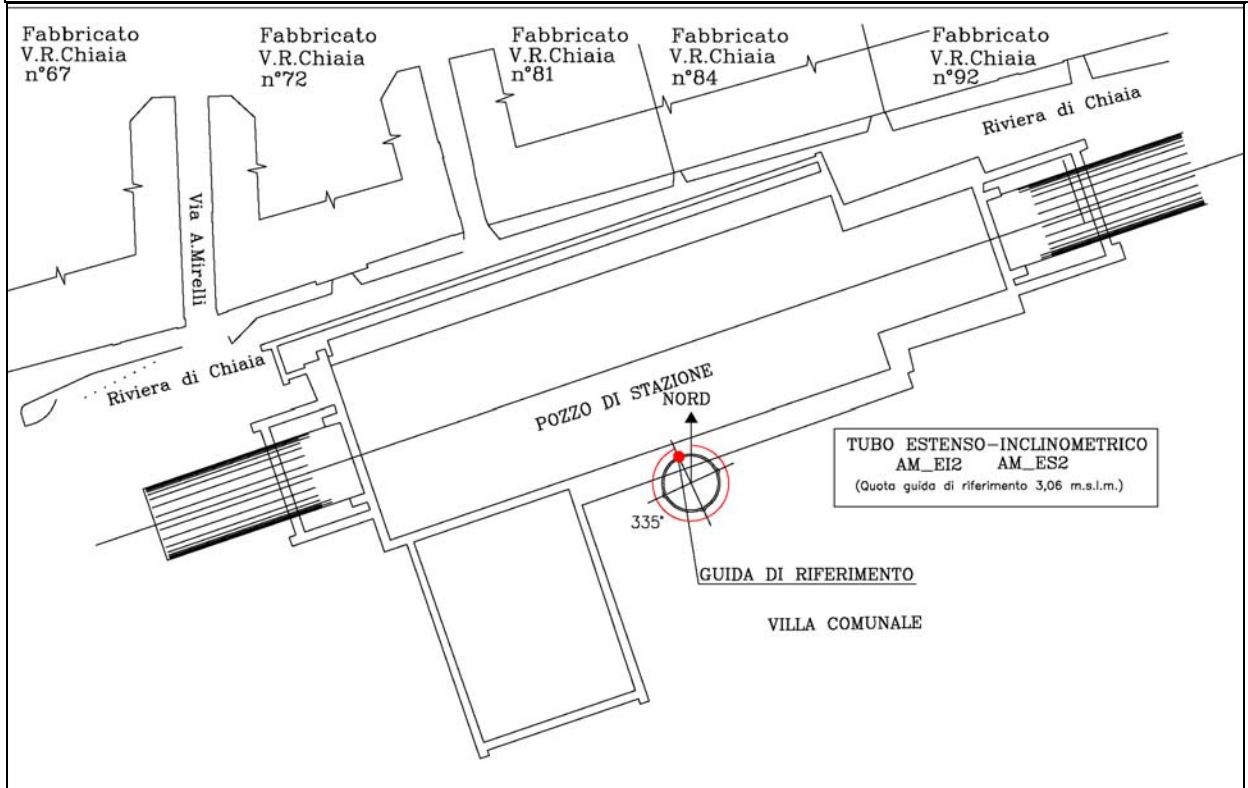 Fabbricato
V.R.Chiaia
n°67
Fabbricato
V.R.Chiaia
n°72
Fabbricato
V.R.Chiaia
n°81
Fabbricato
V.R.Chiaia
n°84
Fabbricato
V.R.Chiaia
n°92
Riviera di Chiaia
Via A.Mirelli
Riviera di Chiaia
POZZO DI STAZIONE
NORD
TUBO ESTENSO-INCLINOMETRICO
AM_EI2 AM_ES2
(Quota guida di riferimento 3,06 m.s.l.m.)
335°
GUIDA DI RIFERIMENTO
VILLA COMUNALE